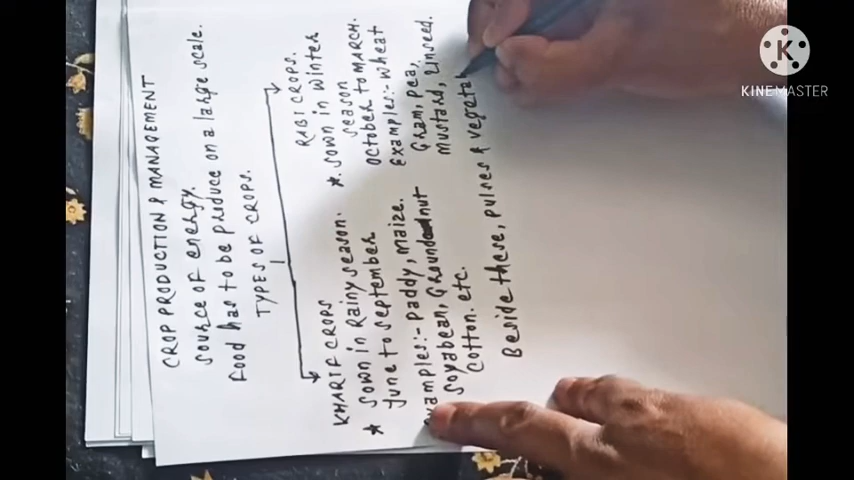 CROP PRODUCTION & MANAGEMENT
source of energy.
Food has to be produce on a large scale.
TYPES OF CROPS.
KHARIF CROPS
* sown in Rainy season.
June to september
examples:- Paddy, Maize.
Soyabean, Groundnut
cotton. etc.
RABI CROPS.
*. sown in winter
season
october to MARCH.
Examples:- wheat
Gram, Pea,
mustard, Linseed.
Beside these, pulses & vegetab
KM
KINEMASTER